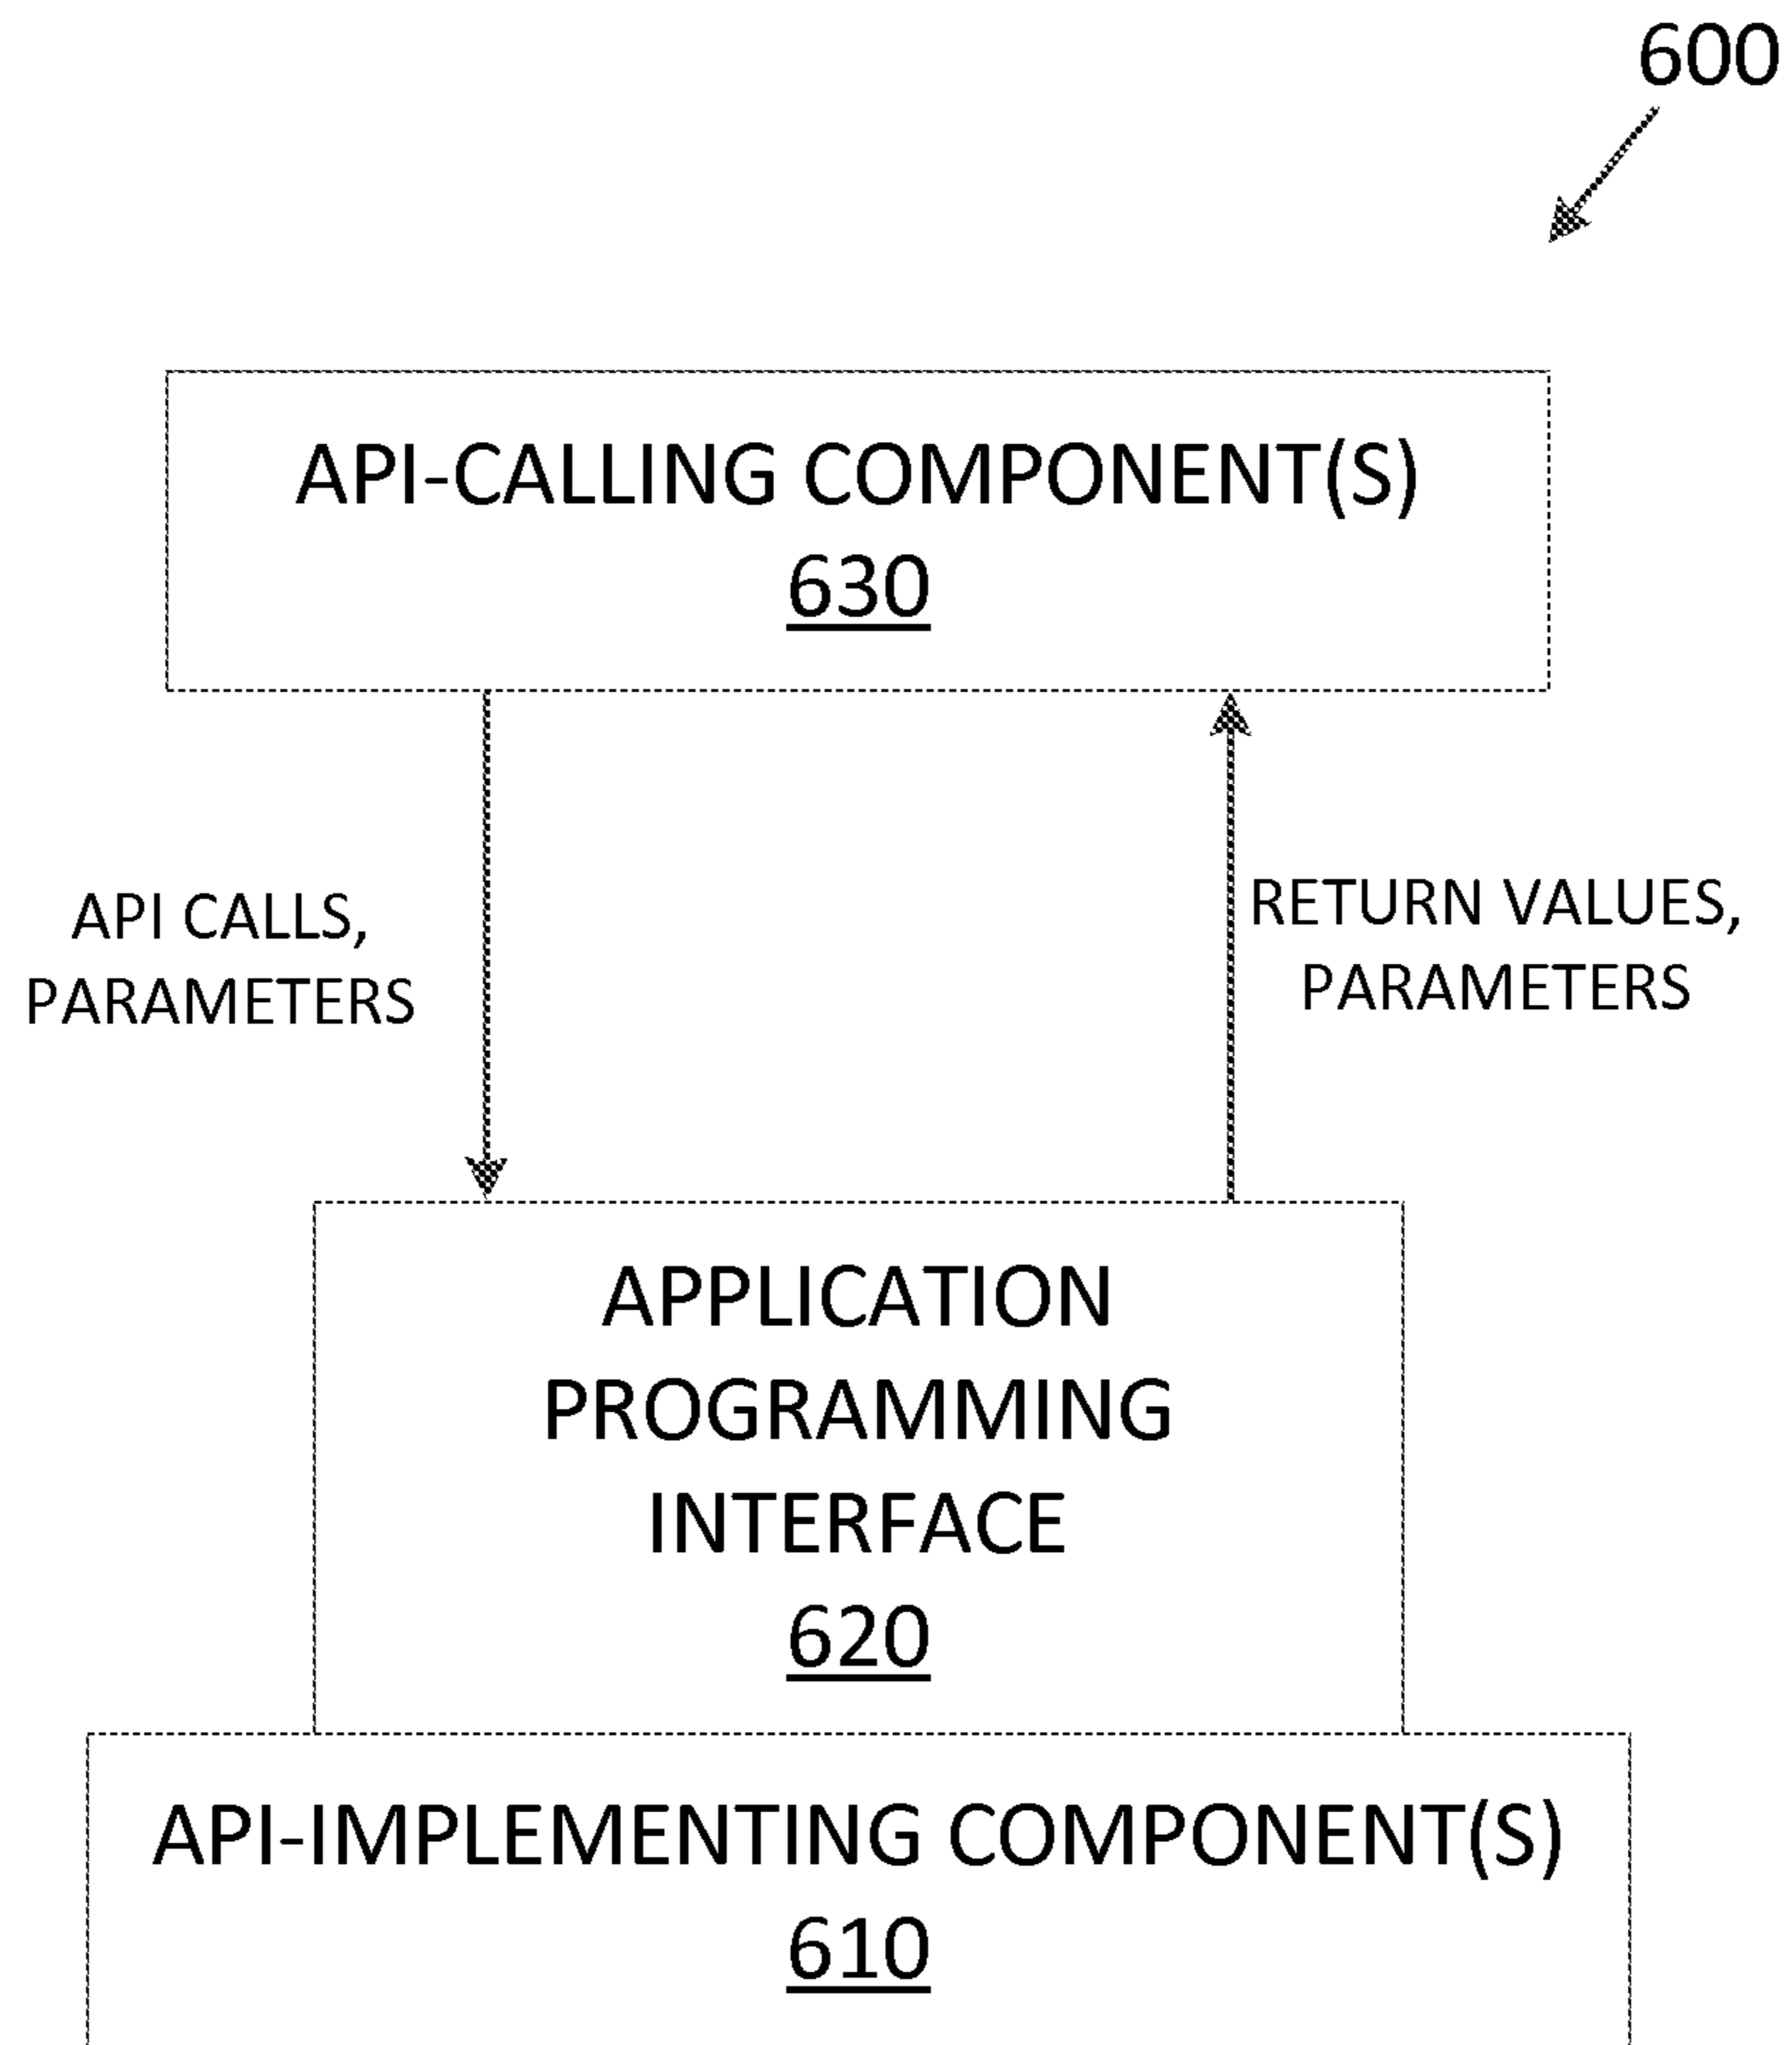 600
API-CALLING COMPONENT(S)
630
API CALLS,
PARAMETERS
RETURN VALUES,
PARAMETERS
APPLICATION
PROGRAMMING
INTERFACE
620
API-IMPLEMENTING COMPONENT(S)
610